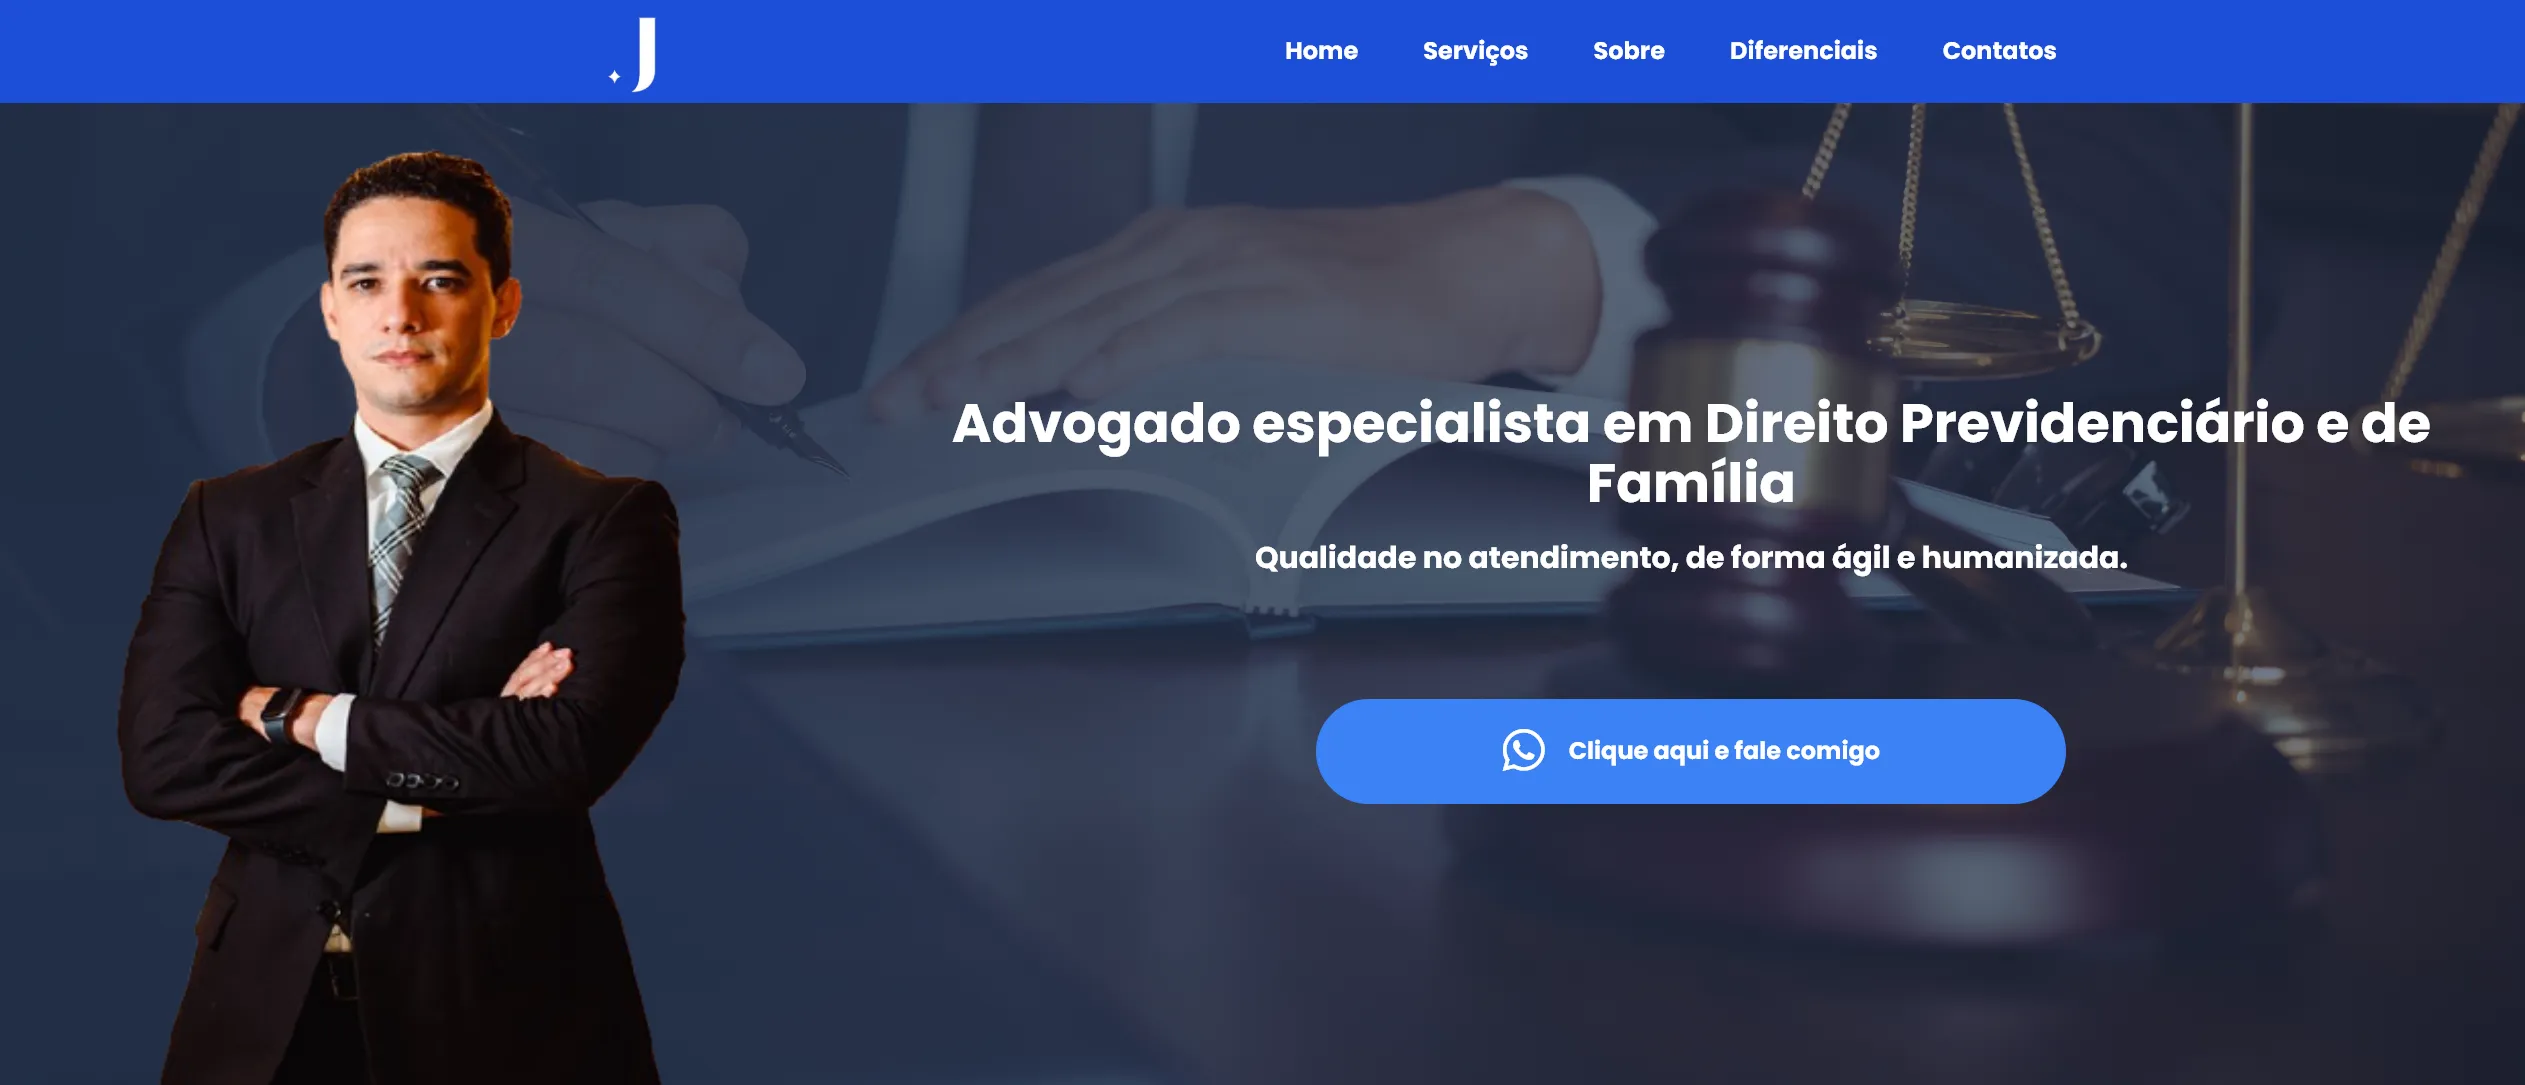 J
Home Serviços Sobre Diferenciais Contatos
Advogado especialista em Direito Previdenciário e de
Família
Qualidade no atendimento, de forma ágil e humanizada.
Clique aqui e fale comigo